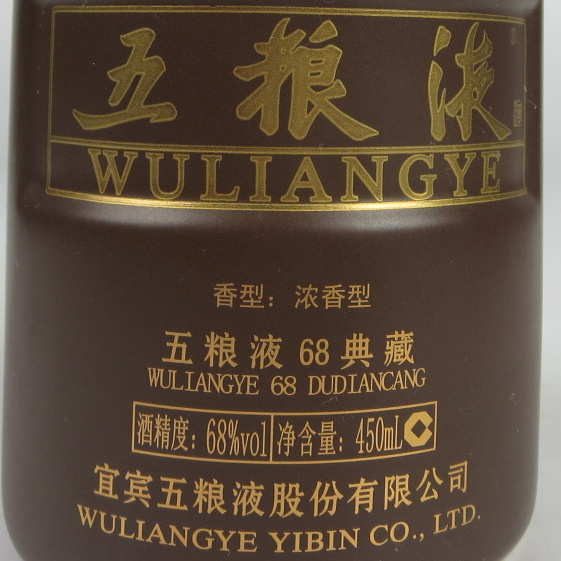 五粮液
WULIANGYE
香型：浓香型
五粮液 68 典藏
WULIANGYE 68 DUDIANCANG
酒精度：68%vol 净含量：450mL
宜宾五粮液股份有限公司
WULIANGYE YIBIN CO., LTD.